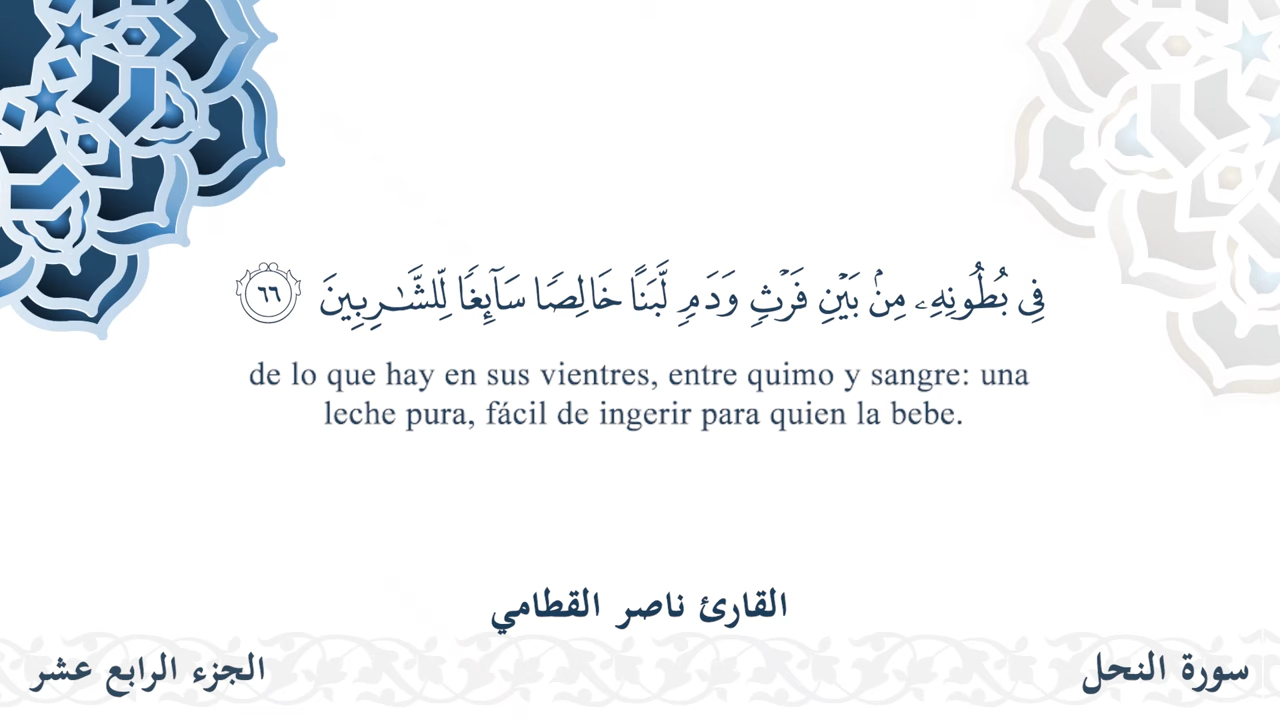 فِي بُطُونِهِۦ مِنۢ بَيْنِ فَرْثٍ وَدَمٍ لَّبَنًا خَالِصًا سَآئِغًا لِّلشَّـٰرِبِينَ ٦٦
de lo que hay en sus vientres, entre quimo y sangre: una
leche pura, fácil de ingerir para quien la bebe.
القارئ ناصر القطامي
سورة النحل
الجزء الرابع عشر